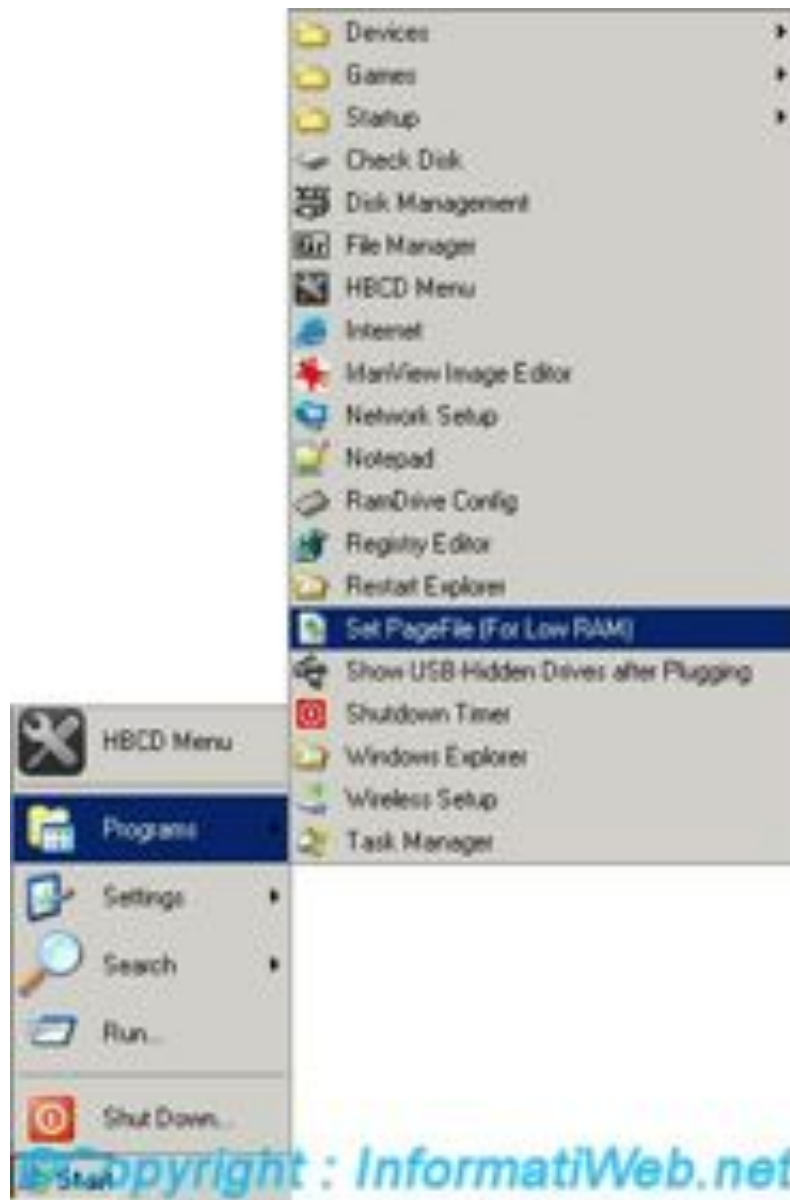 Devices
Games
Startup
Check Disk
Disk Management
File Manager
HBCD Menu
Internet
IrfanView Image Editor
Network Setup
Notepad
RamDrive Config
Registry Editor
Restart Explorer
Set PageFile (For Low RAM)
Show USB-Hidden Drives after Plugging
Shutdown Timer
Windows Explorer
Wireless Setup
Task Manager
HBCD Menu
Programs
Settings
Search
Run...
Shut Down...
Start
©Copyright : InformatiWeb.net